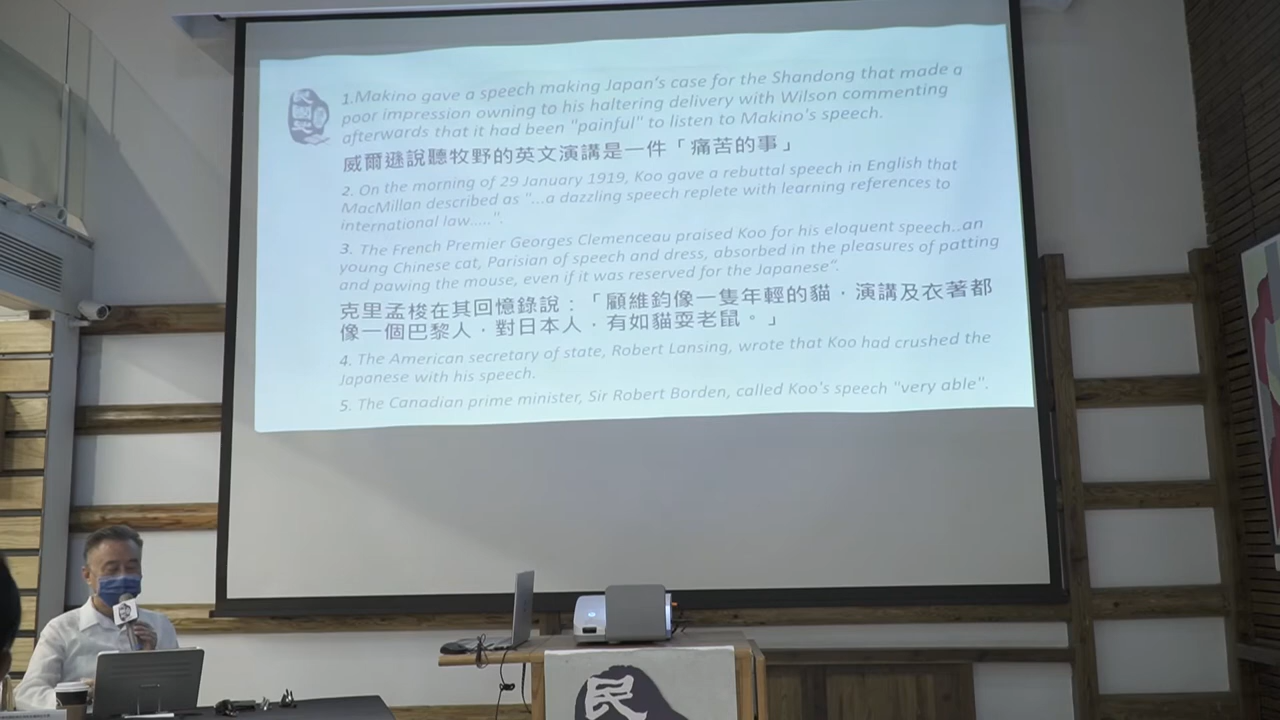 1.Makino gave a speech making Japan's case for the Shandong that made a
poor impression owning to his haltering delivery with Wilson commenting
afterwards that it had been "painful" to listen to Makino's speech.
威爾遜說聽牧野的英文演講是一件「痛苦的事」
2. On the morning of 29 January 1919, Koo gave a rebuttal speech in English that
MacMillan described as "...a dazzling speech replete with learning references to
international law.....".
3. The French Premier Georges Clemenceau praised Koo for his eloquent speech..an
young Chinese cat, Parisian of speech and dress, absorbed in the pleasures of patting
and pawing the mouse, even if it was reserved for the Japanese".
克里孟梭在其回憶錄說：「顧維鈞像一隻年輕的貓．演講及衣著都
像一個巴黎人．對日本人．有如貓耍老鼠。」
4. The American secretary of state, Robert Lansing, wrote that Koo had crushed the
Japanese with his speech.
5. The Canadian prime minister, Sir Robert Borden, called Koo's speech "very able".
民